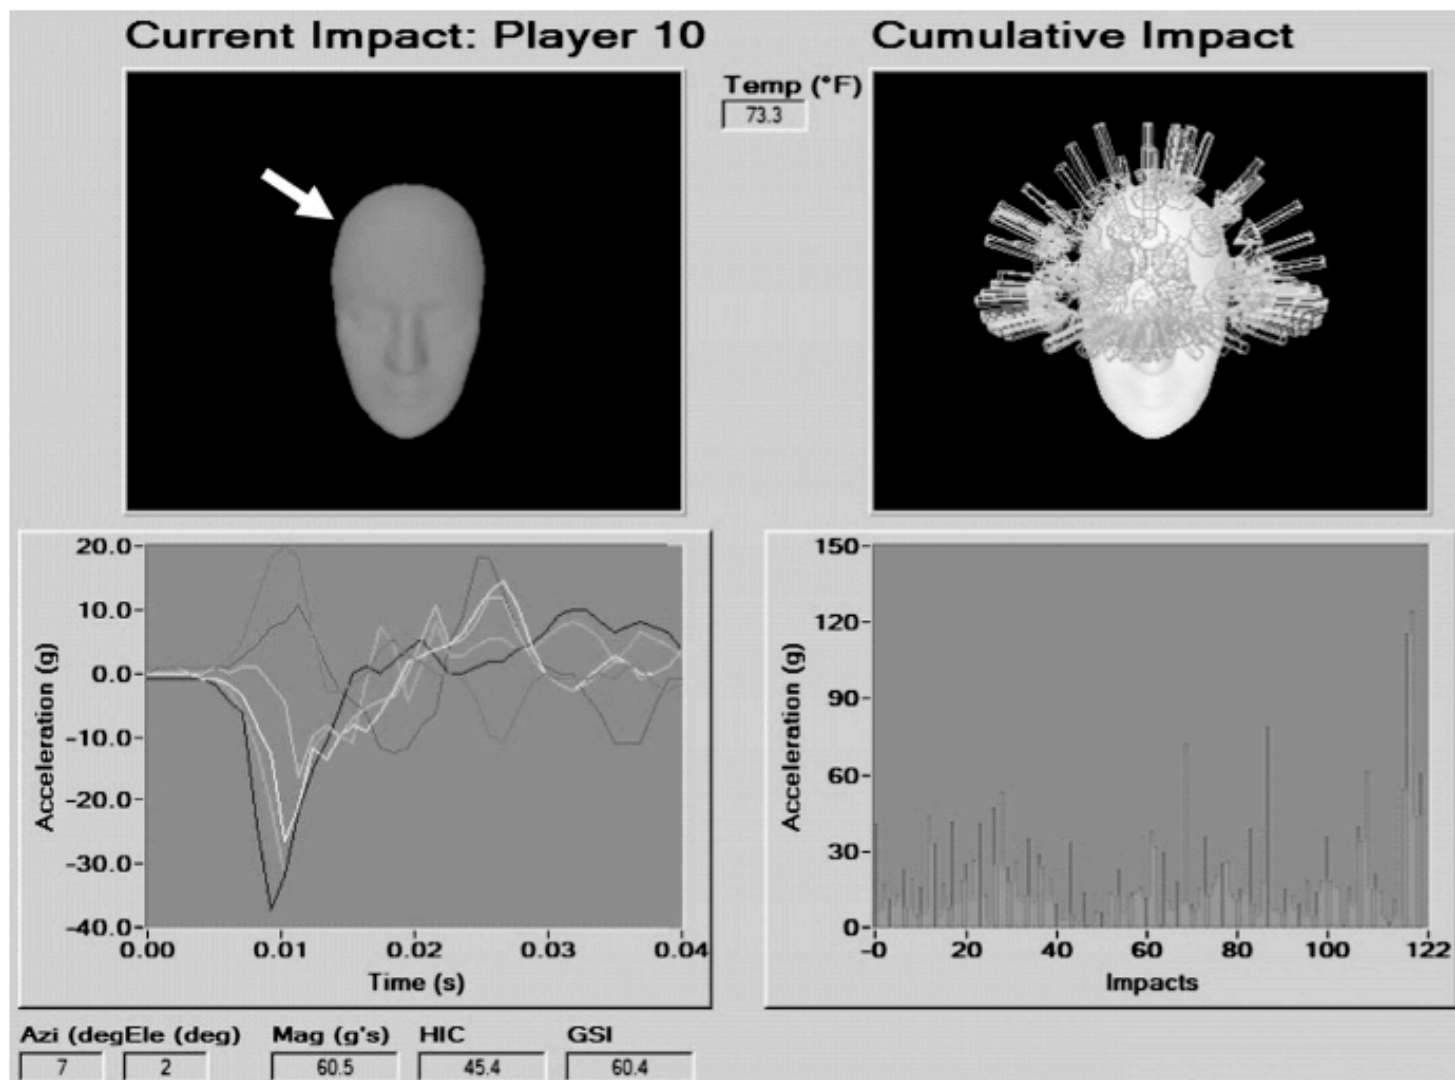 Current Impact: Player 10
Cumulative Impact
Temp (°F)
73.3
20.0
10.0
0.0
-10.0
-20.0
-30.0
-40.0
Acceleration (g)
0.00 0.01 0.02 0.03 0.04
Time (s)
150
120
90
60
30
0
Acceleration (g)
-0 20 40 60 80 100 122
Impacts
Azi (degEle (deg) Mag (g's) HIC GSI
7 2 60.5 45.4 60.4